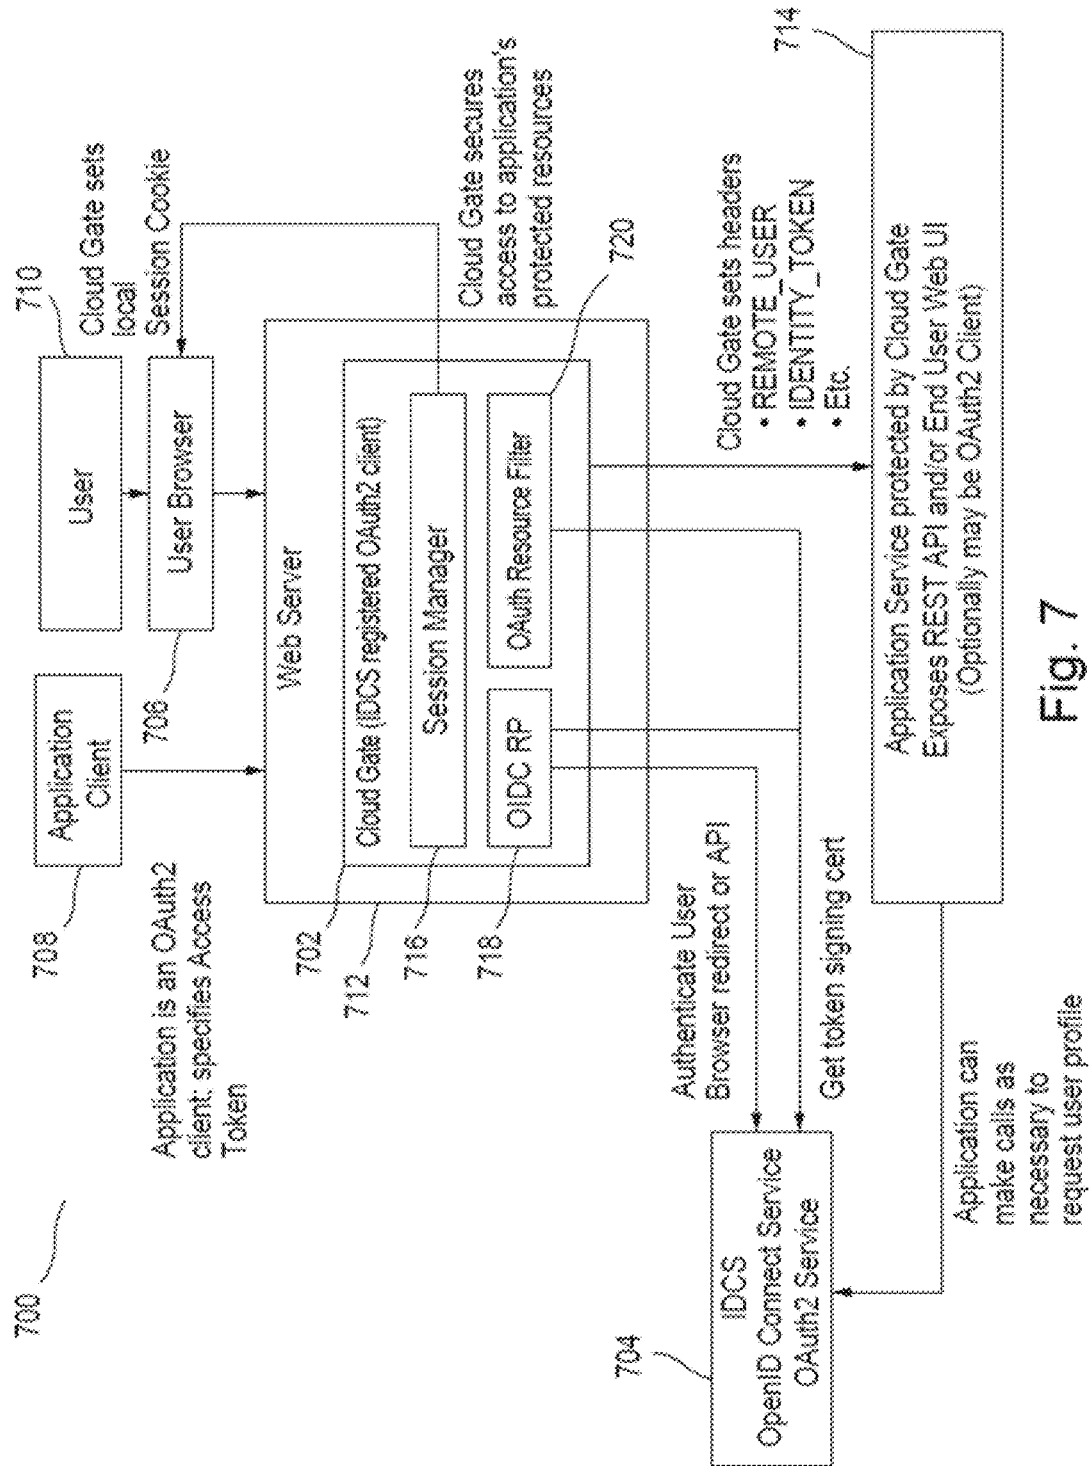 700
708
Application
Client
Application is an OAuth2
client: specifies Access
Token
710
User
Cloud Gate sets
local
Session Cookie
706
User Browser
Web Server
Cloud Gate (IDCS registered OAuth2 client)
Session Manager
OIDC RP
OAuth Resource Filter
702
712
716
718
720
Cloud Gate secures
access to application's
protected resources
Authenticate User
Browser redirect or API
Get token signing cert
Cloud Gate sets headers
• REMOTE_USER
• IDENTITY_TOKEN
• Etc.
704
IDCS
OpenID Connect Service
OAuth2 Service
Application can
make calls as
necessary to
request user profile
714
Application Service protected by Cloud Gate
Exposes REST API and/or End User Web UI
(Optionally may be OAuth2 Client)
Fig. 7